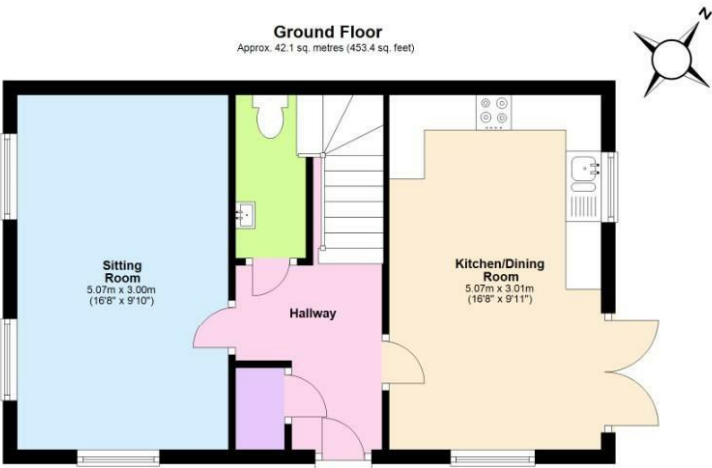 Ground Floor
Approx. 42.1 sq. metres (453.4 sq. feet)
N
Sitting
Room
5.07m x 3.00m
(16'8" x 9'10")
Hallway
Kitchen/Dining
Room
5.07m x 3.01m
(16'8" x 9'11")